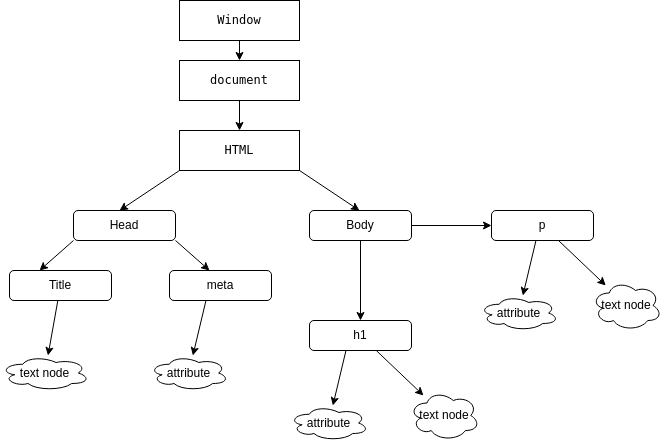 Window
document
HTML
Head
Body
p
Title
meta
attribute
text node
h1
text node
attribute
attribute
text node